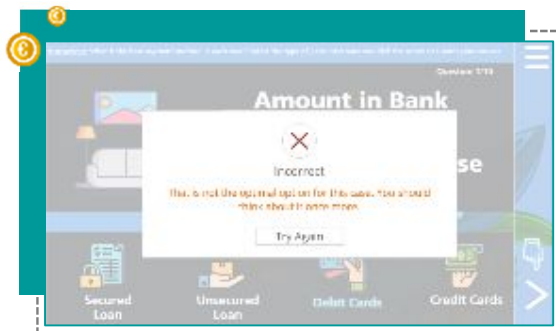 Question 1/10
Amount in Bank
se
Incorrect
That is not the optimal option for this case. You should
think about it once more.
Try Again
Secured
Loan
Unsecured
Loan
Debit Cards
Credit Cards